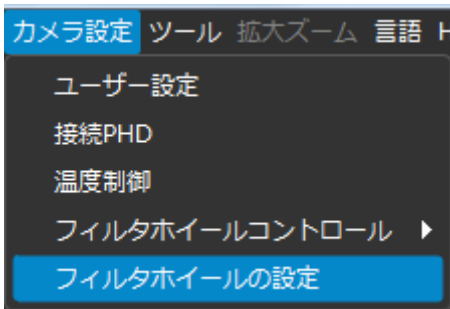 カメラ設定 ツール 拡大ズーム 言語
ユーザー設定
接続PHD
温度制御
フィルタホイールコントロール
フィルタホイールの設定